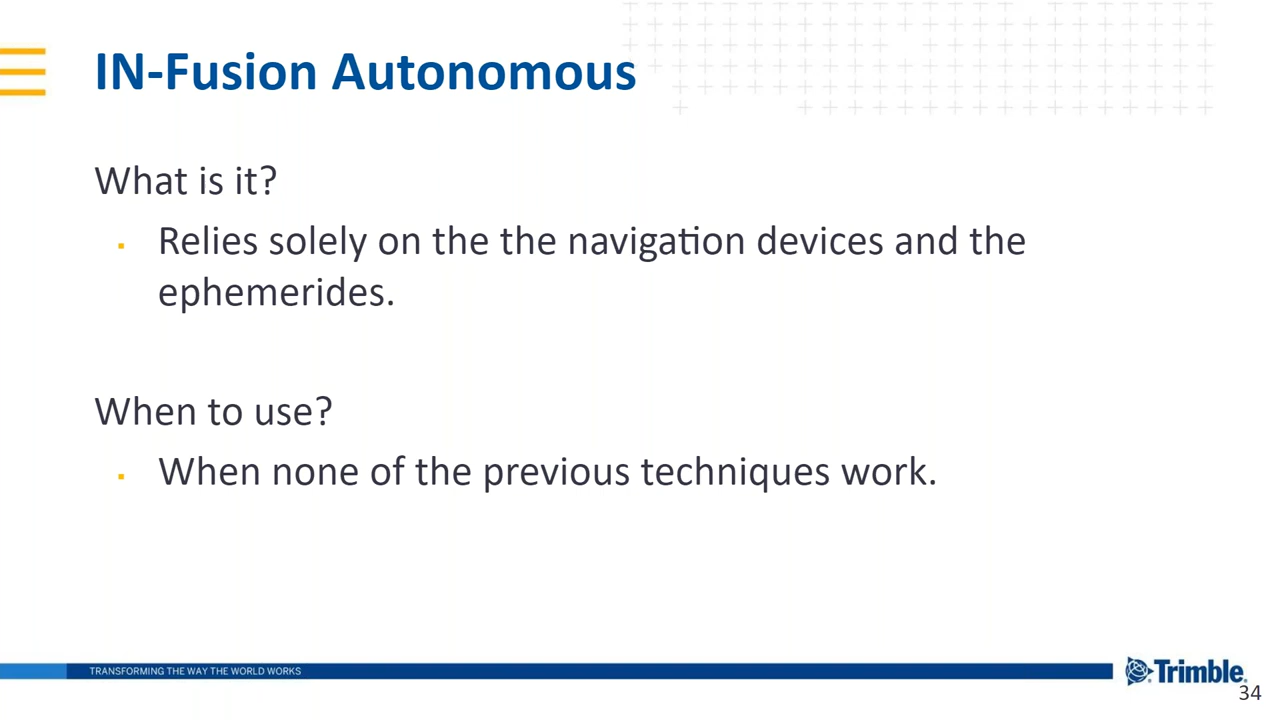 IN-Fusion Autonomous
What is it?
Relies solely on the the navigation devices and the
ephemerides.
When to use?
When none of the previous techniques work.
TRANSFORMING THE WAY THE WORLD WORKS
Trimble
34